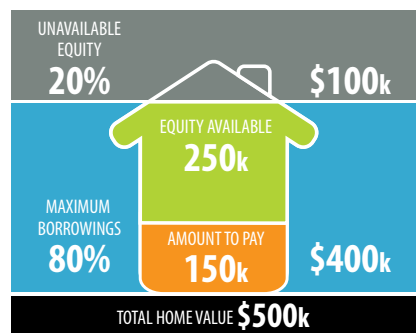 UNAVAILABLE
EQUITY
20%
$100k
EQUITY AVAILABLE
250k
MAXIMUM
BORROWINGS
80%
AMOUNT TO PAY
150k
$400k
TOTAL HOME VALUE $500k